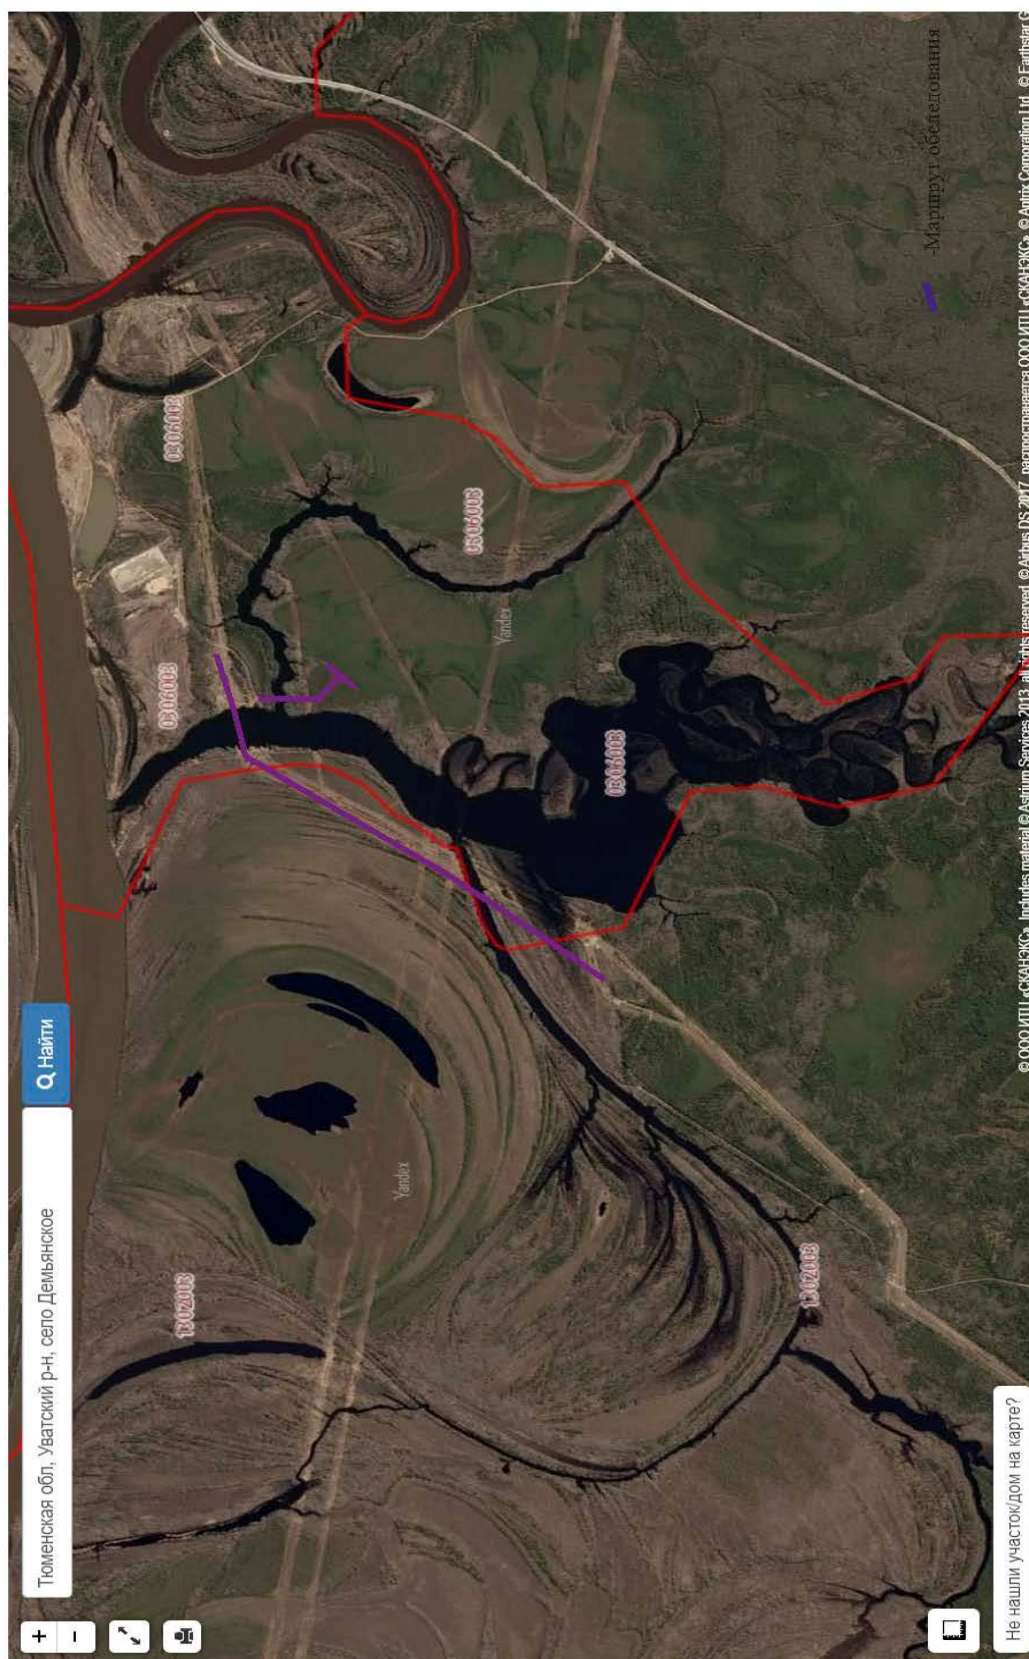 Тюменская обл, Уватский р-н, село Демьянское
Найти
0306003
0306003
0306003
0306003
1302003
1302003
Yandex
Yandex
-Маршрут обследования
Не нашли участок/дом на карте?
© ООО ИТЦ «СКАНЭКС», Includes material © Astrium Services 2013, all rights reserved, © Airbus DS 2017, распространяется ООО ИТЦ «СКАНЭКС», © Antrix Corporation Ltd., © Earthstar G